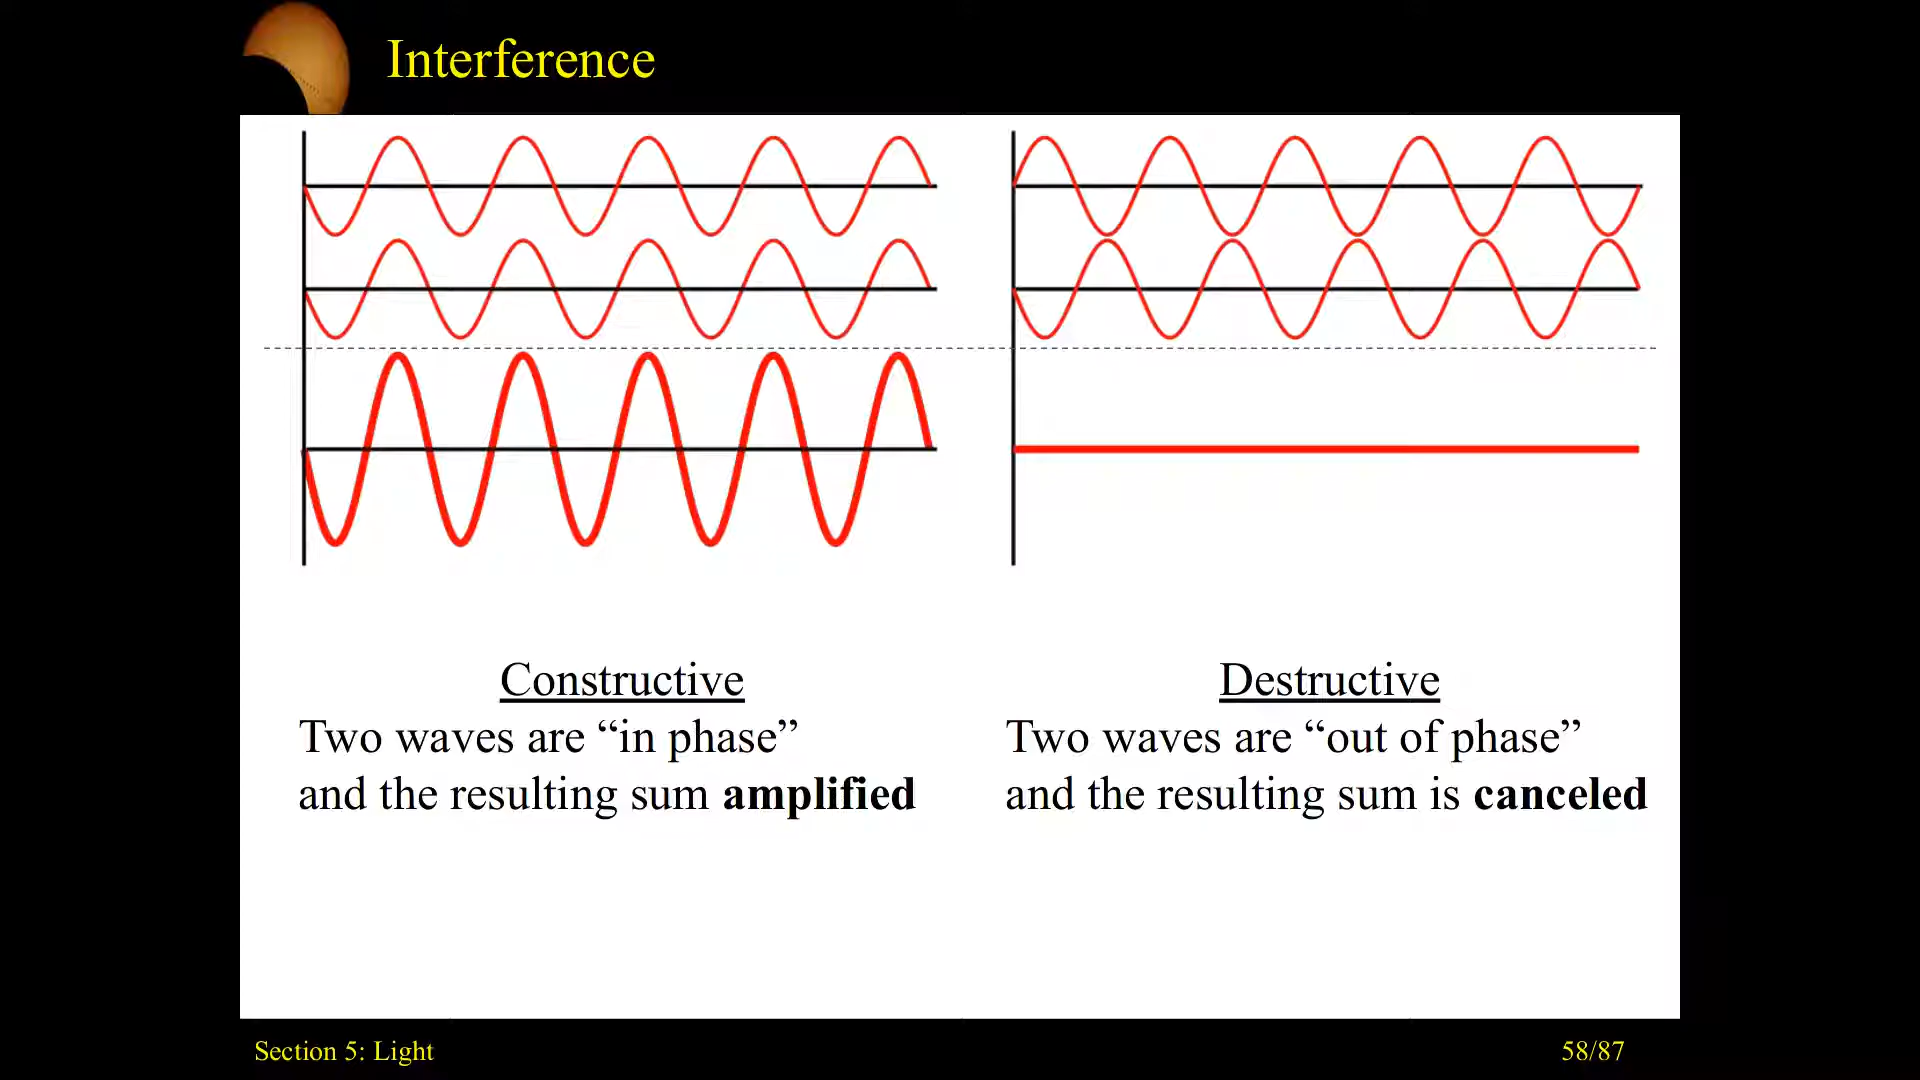 Interference
Constructive
Two waves are “in phase”
and the resulting sum amplified
Destructive
Two waves are “out of phase”
and the resulting sum is canceled
Section 5: Light
58/87